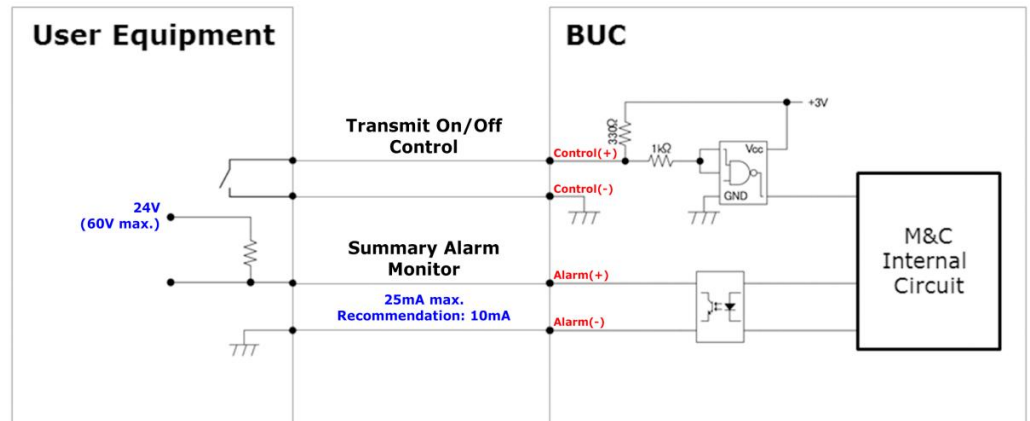 User Equipment
BUC
+3V
330Ω
Transmit On/Off
Control
Control(+)
1kΩ
Vcc
Control(-)
GND
24V
(60V max.)
M&C
Internal
Circuit
Summary Alarm
Monitor
Alarm(+)
25mA max.
Recommendation: 10mA
Alarm(-)